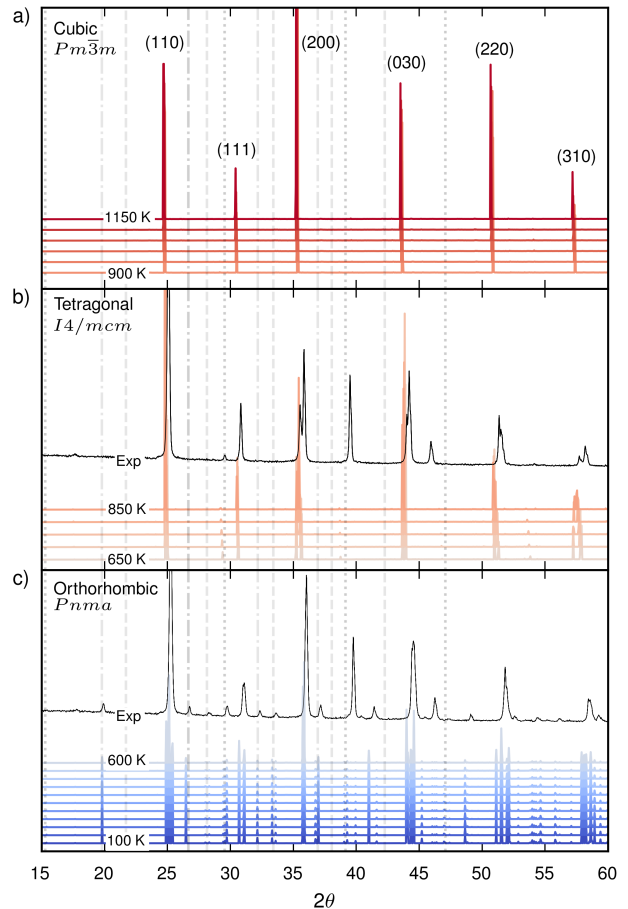 a)
Cubic
Pm3̅m
(110)
(111)
(200)
(030)
(220)
(310)
1150 K
900 K
b)
Tetragonal
I4/mcm
Exp
850 K
650 K
c)
Orthorhombic
Pnma
Exp
600 K
100 K
15 20 25 30 35 40 45 50 55 60
2θ